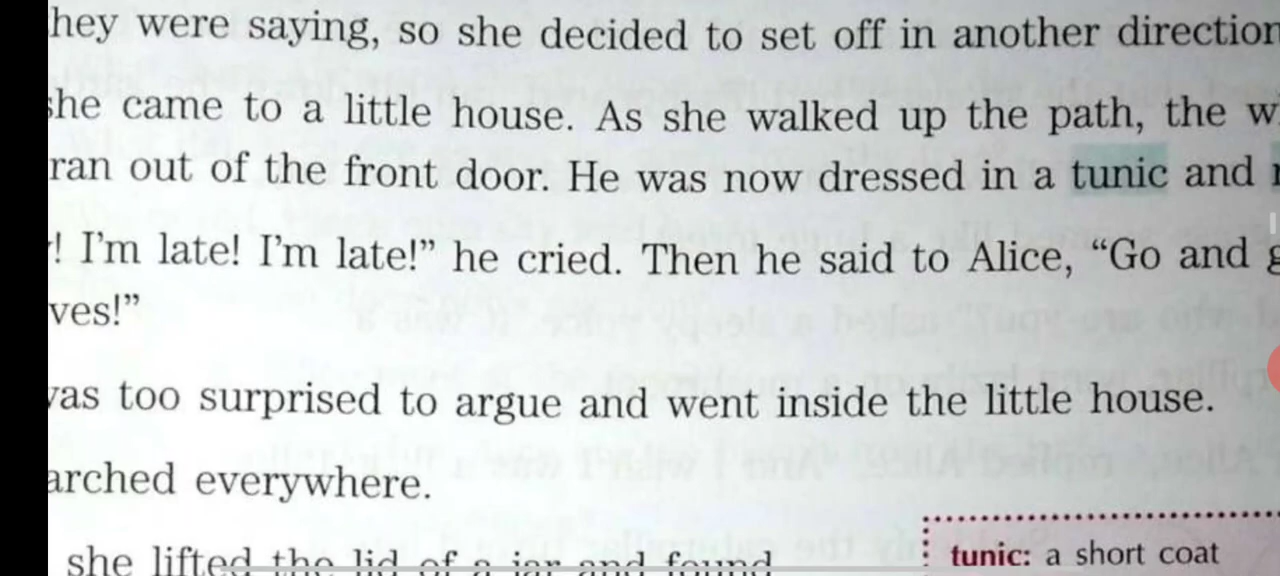 hey were saying, so she decided to set off in another direction
she came to a little house. As she walked up the path, the w
ran out of the front door. He was now dressed in a tunic and
! I'm late! I'm late!” he cried. Then he said to Alice, “Go and g
ves!”
was too surprised to argue and went inside the little house.
arched everywhere.
she lifted the lid of a jar and found
tunic: a short coat